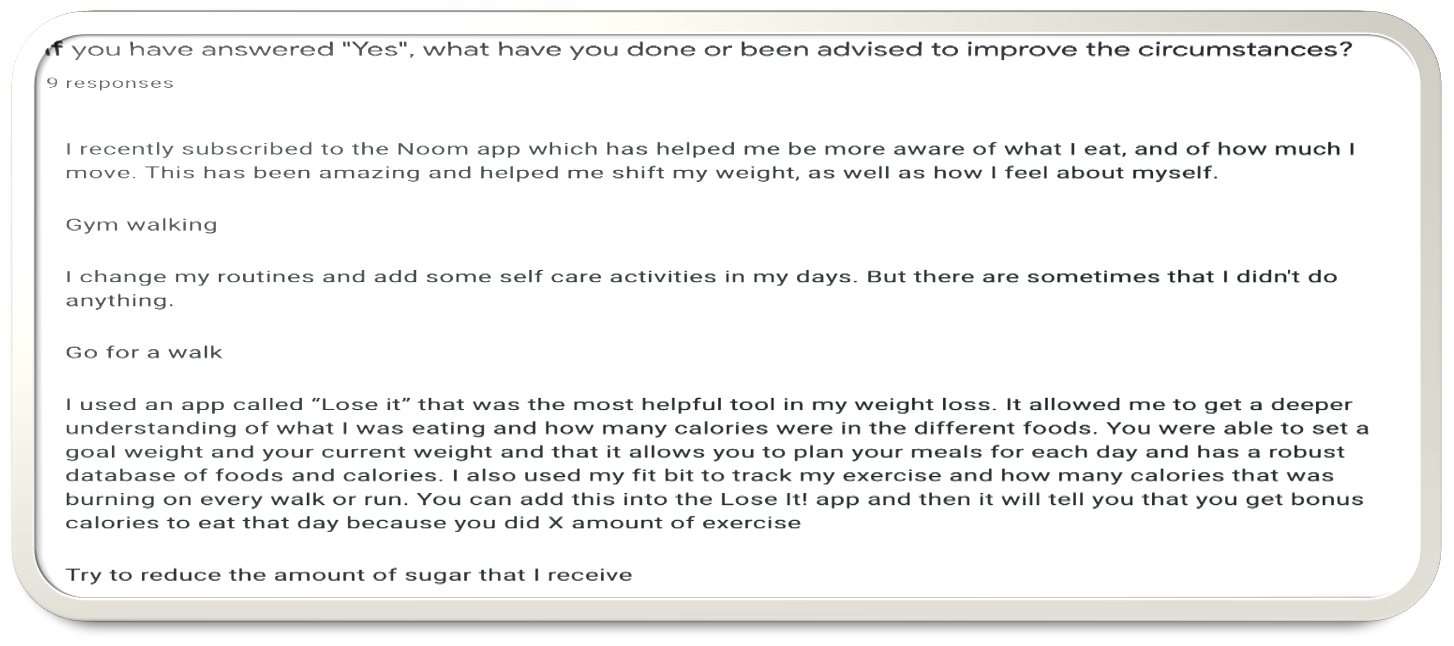 If you have answered "Yes", what have you done or been advised to improve the circumstances?
9 responses
I recently subscribed to the Noom app which has helped me be more aware of what I eat, and of how much I
move. This has been amazing and helped me shift my weight, as well as how I feel about myself.
Gym walking
I change my routines and add some self care activities in my days. But there are sometimes that I didn't do
anything.
Go for a walk
I used an app called “Lose it” that was the most helpful tool in my weight loss. It allowed me to get a deeper
understanding of what I was eating and how many calories were in the different foods. You were able to set a
goal weight and your current weight and that it allows you to plan your meals for each day and has a robust
database of foods and calories. I also used my fit bit to track my exercise and how many calories that was
burning on every walk or run. You can add this into the Lose It! app and then it will tell you that you get bonus
calories to eat that day because you did X amount of exercise
Try to reduce the amount of sugar that I receive